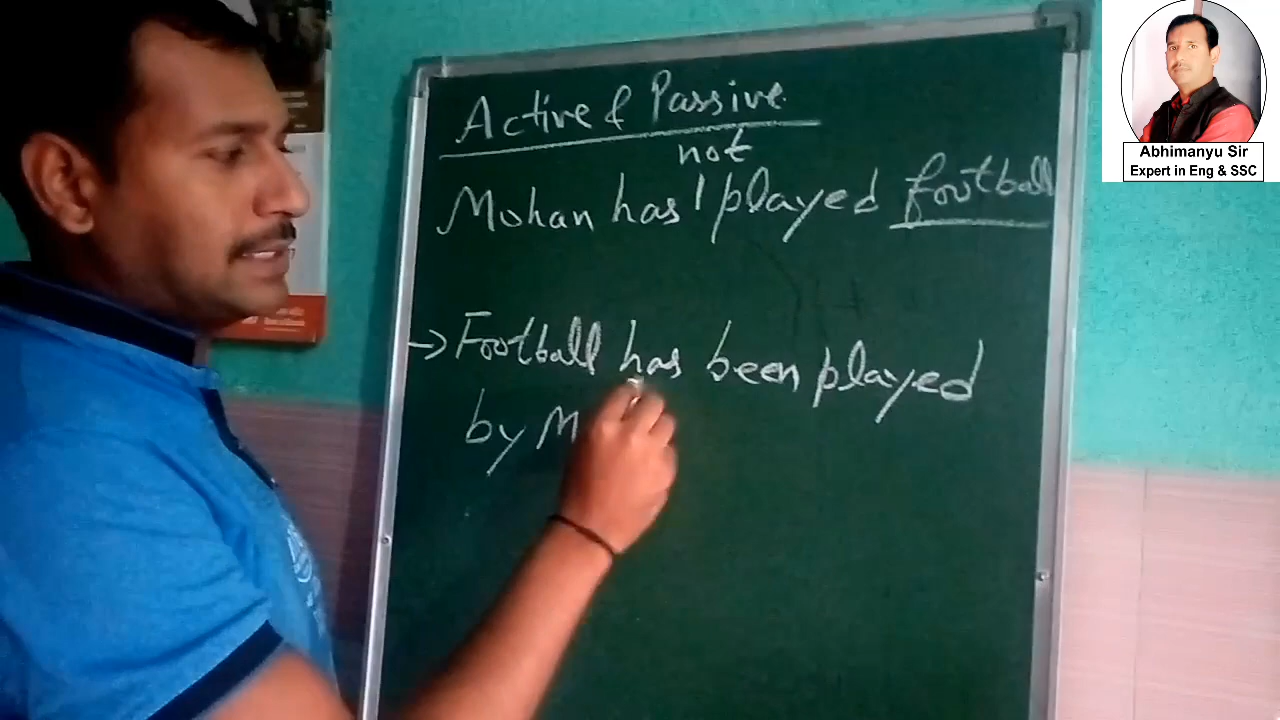 Active & Passive
not
Mohan has played football
→ Football has been played
by M
Abhimanyu Sir
Expert in Eng & SSC